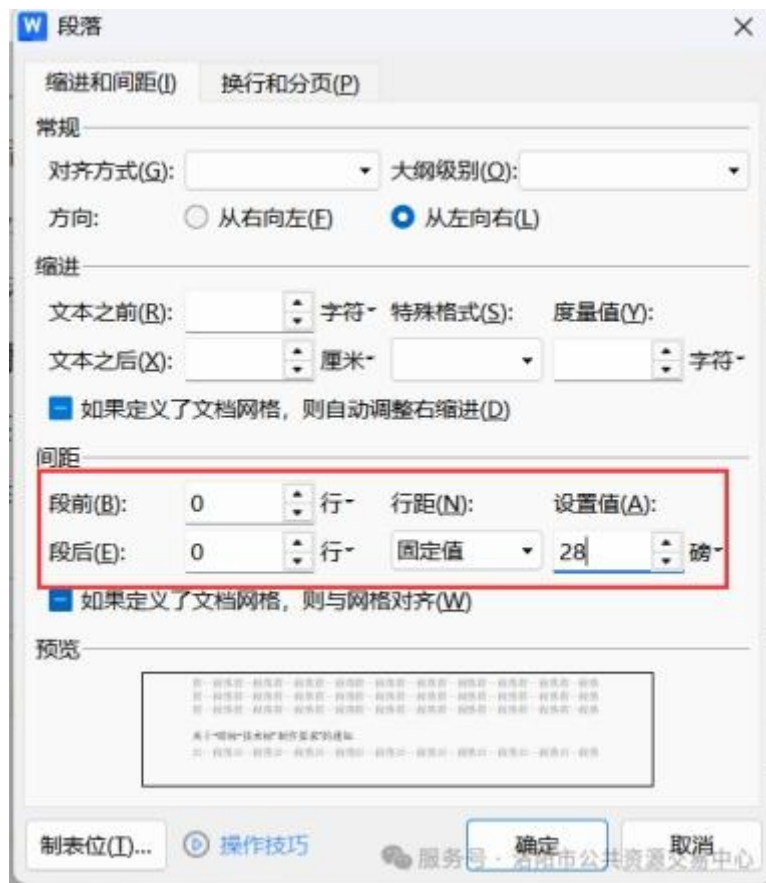 W 段落
缩进和间距(I) 换行和分页(P)
常规
对齐方式(G): 大纲级别(O):
方向: 从右向左(F) 从左向右(L)
缩进
文本之前(R): 字符 特殊格式(S): 度量值(Y):
文本之后(X): 厘米 字符
如果定义了文档网格，则自动调整右缩进(D)
间距
段前(B): 0 行 行距(N): 设置值(A):
段后(E): 0 行 固定值 28 磅
如果定义了文档网格，则与网格对齐(W)
预览
制表位(T)... 操作技巧 确定 取消
服务号 · 洛阳市公共资源交易中心